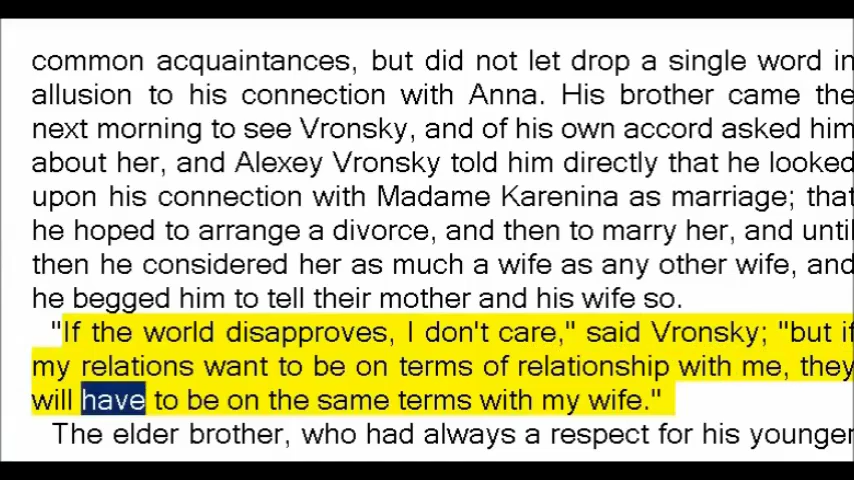 common acquaintances, but did not let drop a single word in
allusion to his connection with Anna. His brother came the
next morning to see Vronsky, and of his own accord asked him
about her, and Alexey Vronsky told him directly that he looked
upon his connection with Madame Karenina as marriage; that
he hoped to arrange a divorce, and then to marry her, and until
then he considered her as much a wife as any other wife, and
he begged him to tell their mother and his wife so.
"If the world disapproves, I don't care," said Vronsky; "but if
my relations want to be on terms of relationship with me, they
will have to be on the same terms with my wife."
The elder brother, who had always a respect for his younger